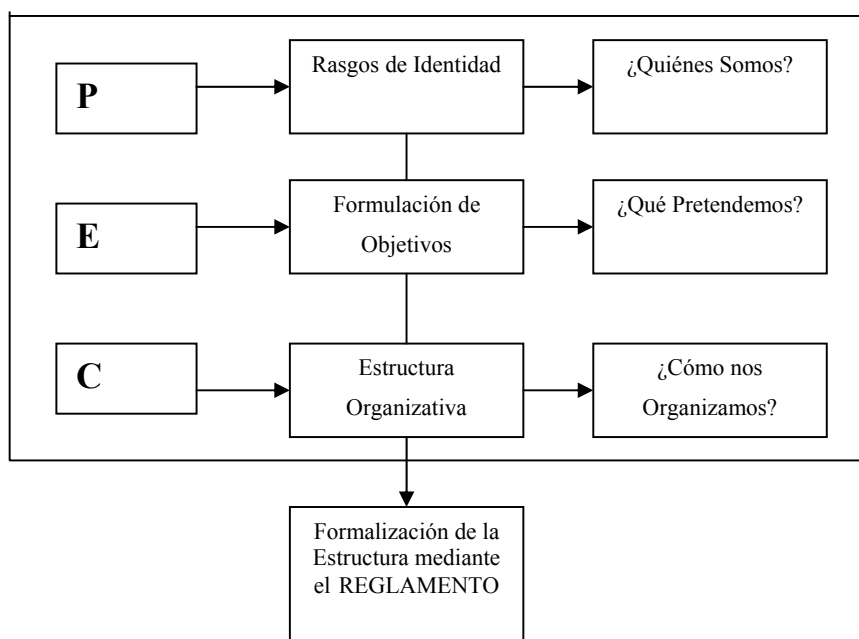 P
Rasgos de Identidad
¿Quiénes Somos?
E
Formulación de
Objetivos
¿Qué Pretendemos?
C
Estructura
Organizativa
¿Cómo nos
Organizamos?
Formalización de la
Estructura mediante
el REGLAMENTO